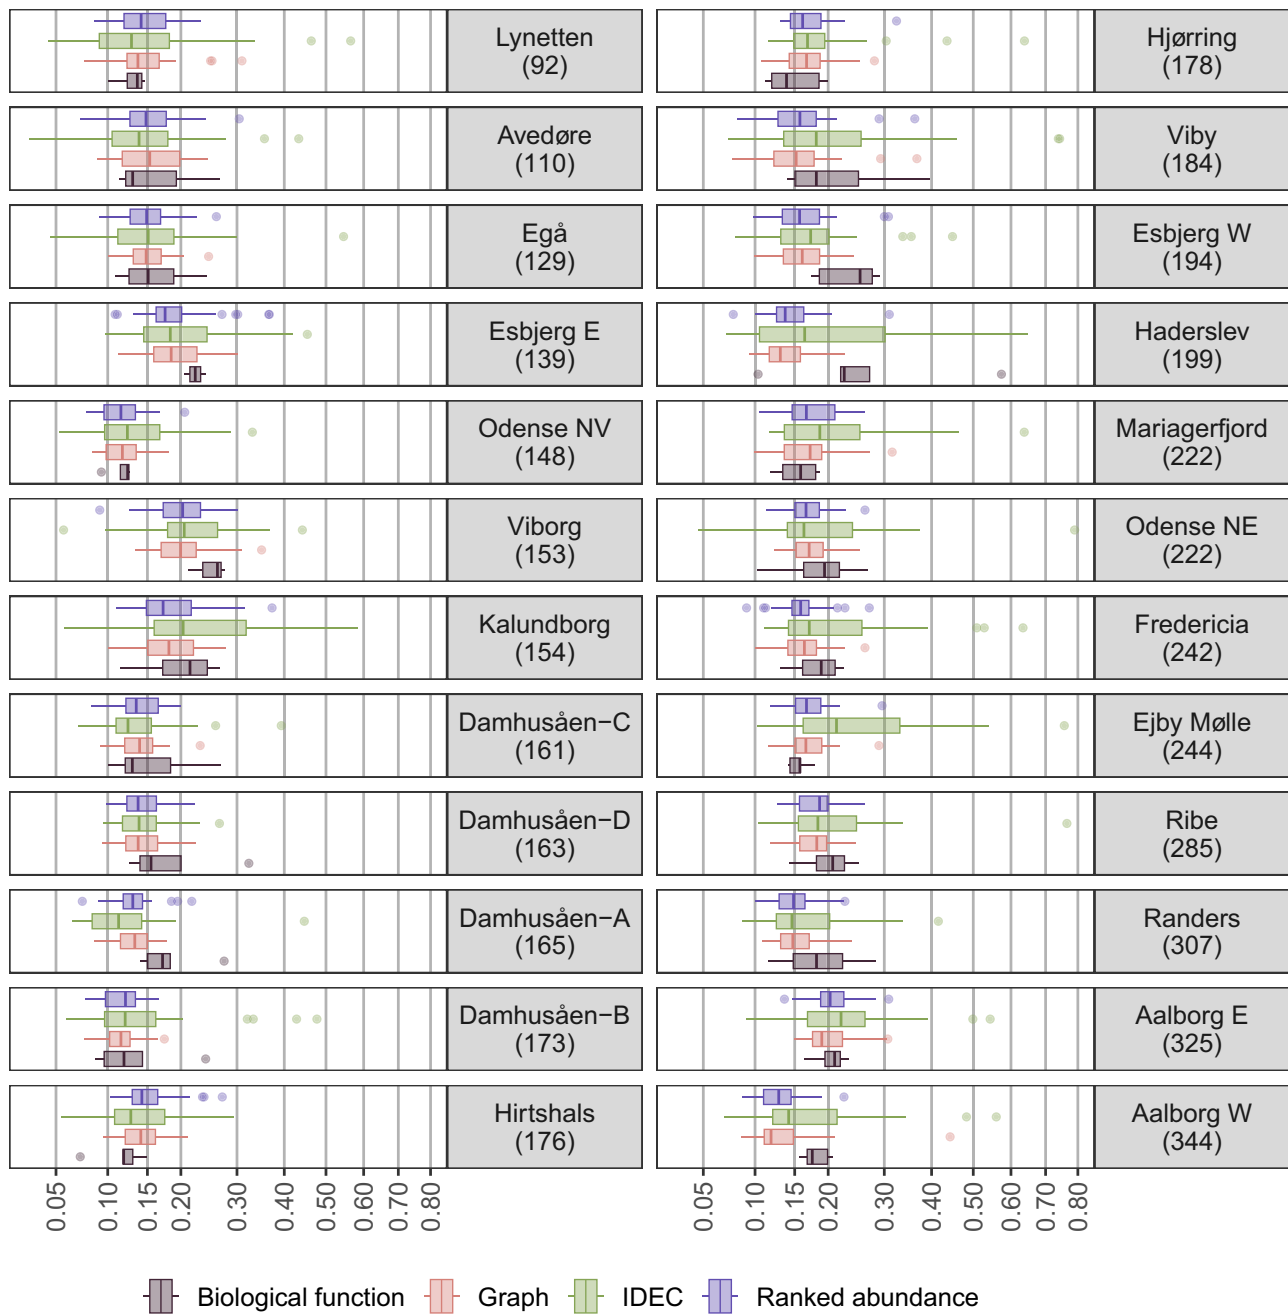 Lynetten
(92)
Avedøre
(110)
Egå
(129)
Esbjerg E
(139)
Odense NV
(148)
Viborg
(153)
Kalundborg
(154)
Damhusåen−C
(161)
Damhusåen−D
(163)
Damhusåen−A
(165)
Damhusåen−B
(173)
Hirtshals
(176)
0.05 0.10 0.15 0.20 0.30 0.40 0.50 0.60 0.70 0.80
Hjørring
(178)
Viby
(184)
Esbjerg W
(194)
Haderslev
(199)
Mariagerfjord
(222)
Odense NE
(222)
Fredericia
(242)
Ejby Mølle
(244)
Ribe
(285)
Randers
(307)
Aalborg E
(325)
Aalborg W
(344)
0.05 0.10 0.15 0.20 0.30 0.40 0.50 0.60 0.70 0.80
Biological function Graph IDEC Ranked abundance